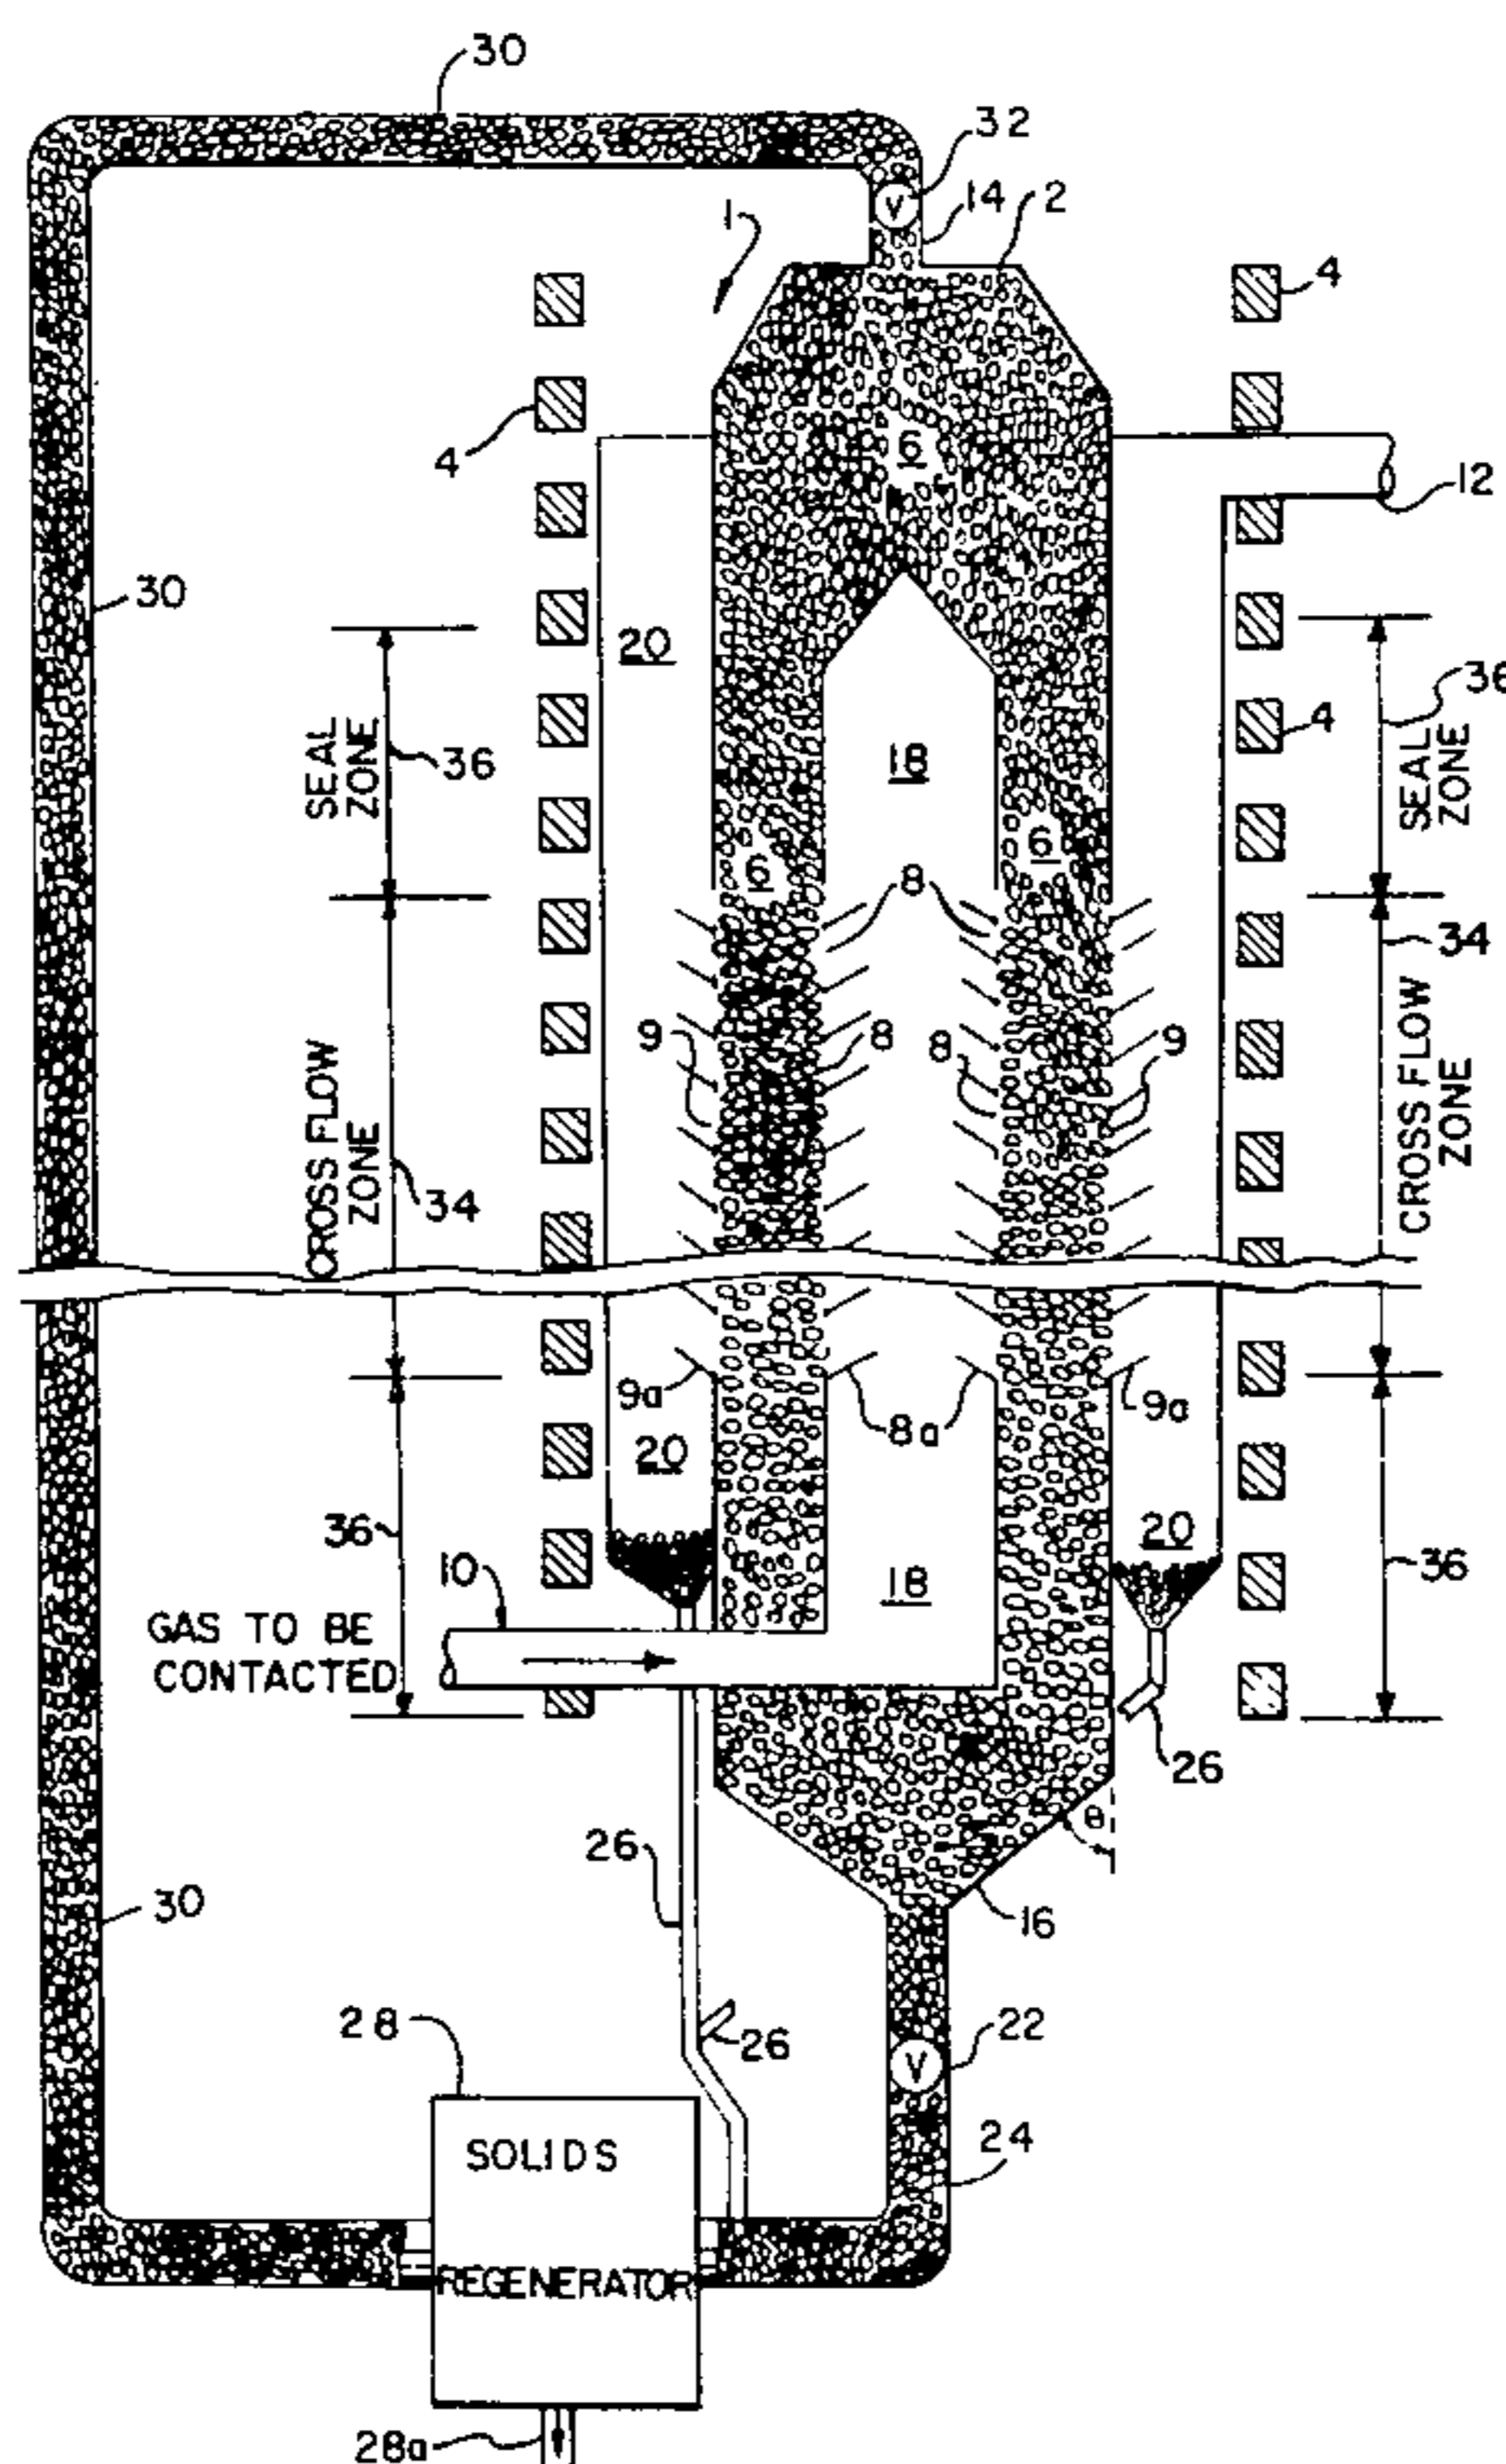 30
32
V
14
2
1
4
4
6
12
30
20
36
SEAL
ZONE
36
4
SEAL
ZONE
18
6
6
8
34
9
8
8
9
CROSS FLOW
ZONE
34
CROSS FLOW
ZONE
9a
8a
9a
20
36
10
20
36
18
GAS TO BE
CONTACTED
26
θ
26
30
16
28
26
22
V
SOLIDS
24
REGENERATOR
28a